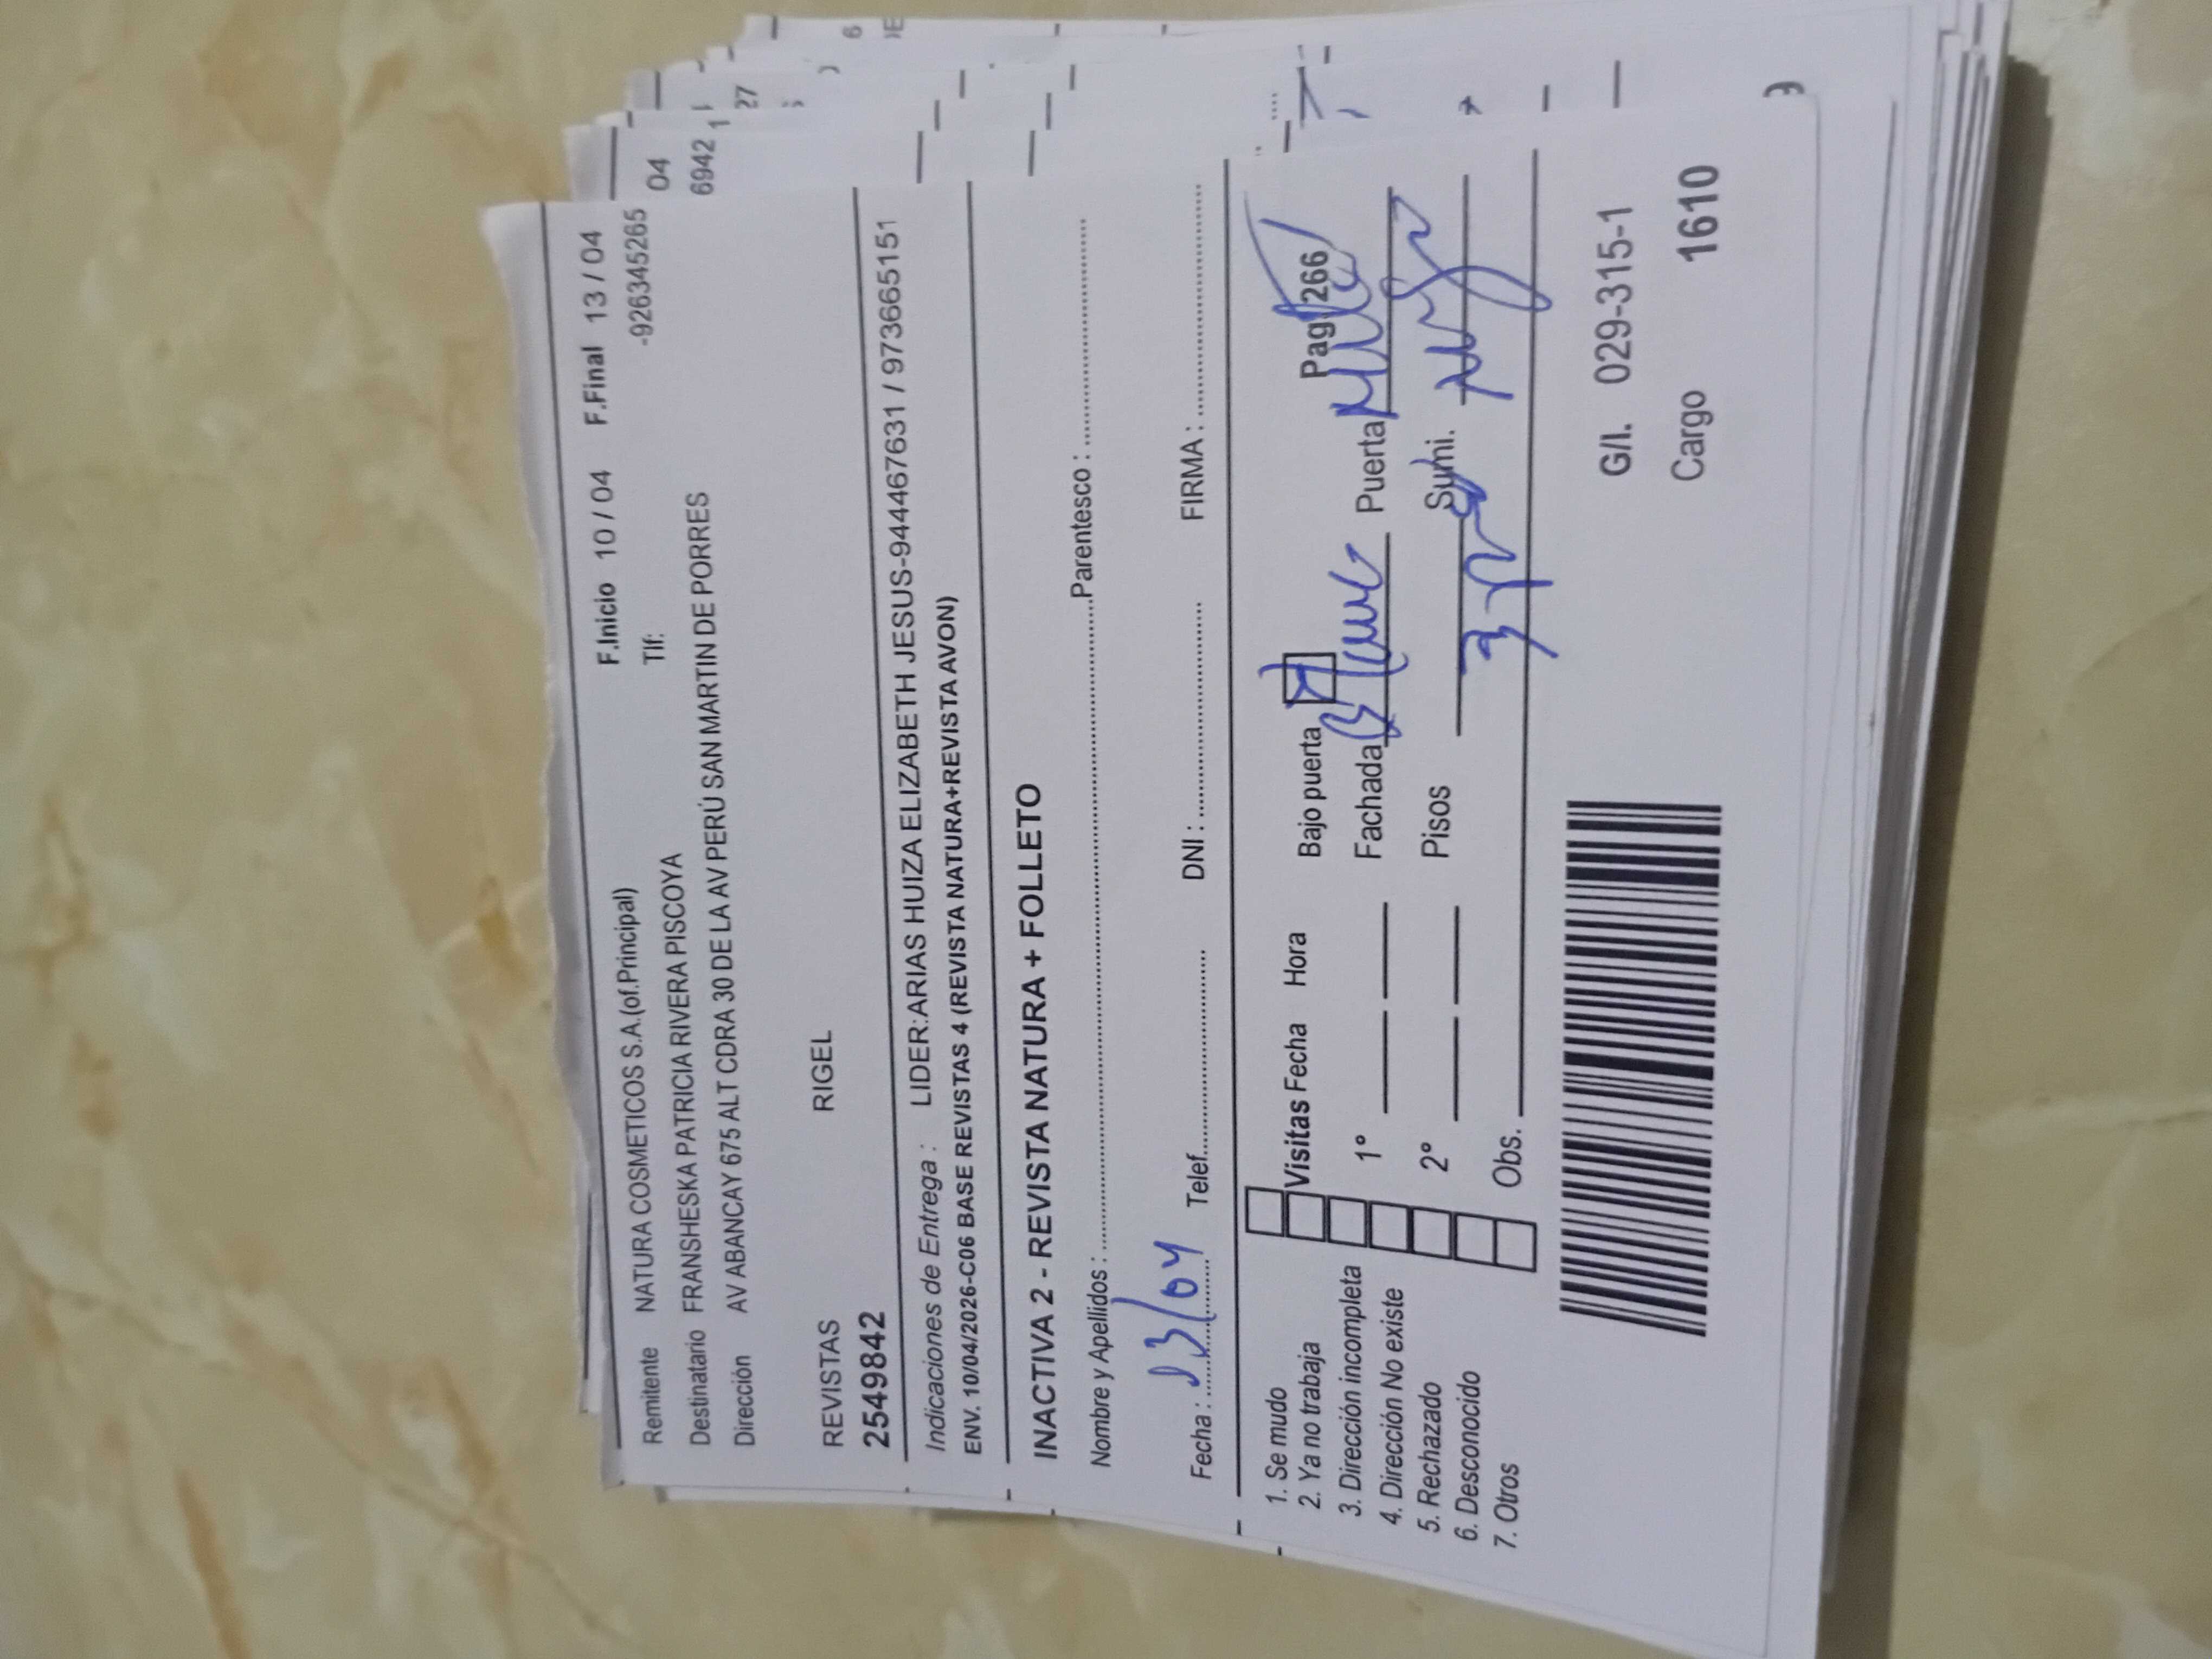 F.Inicio 10 / 04 F.Final 13 / 04
Remitente NATURA COSMETICOS S.A.(of.Principal) Tlf: -926345265
Destinatario FRANSHESKA PATRICIA RIVERA PISCOYA
Dirección AV ABANCAY 675 ALT CDRA 30 DE LA AV PERÚ SAN MARTIN DE PORRES
REVISTAS RIGEL
2549842
Indicaciones de Entrega : LIDER:ARIAS HUIZA ELIZABETH JESUS-944467631 / 973665151
ENV. 10/04/2026-C06 BASE REVISTAS 4 (REVISTA NATURA+REVISTA AVON)
INACTIVA 2 - REVISTA NATURA + FOLLETO
Nombre y Apellidos : Parentesco :
Fecha : 13/04 Telef. DNI : FIRMA :
1. Se mudo
2. Ya no trabaja
3. Dirección incompleta
4. Dirección No existe
5. Rechazado
6. Desconocido
7. Otros
Visitas Fecha Hora Bajo puerta Pag 266
1° Fachada Puerta
2° Pisos Sumi.
Obs.
G/I. 029-315-1
Cargo 1610
04
6942
27
6